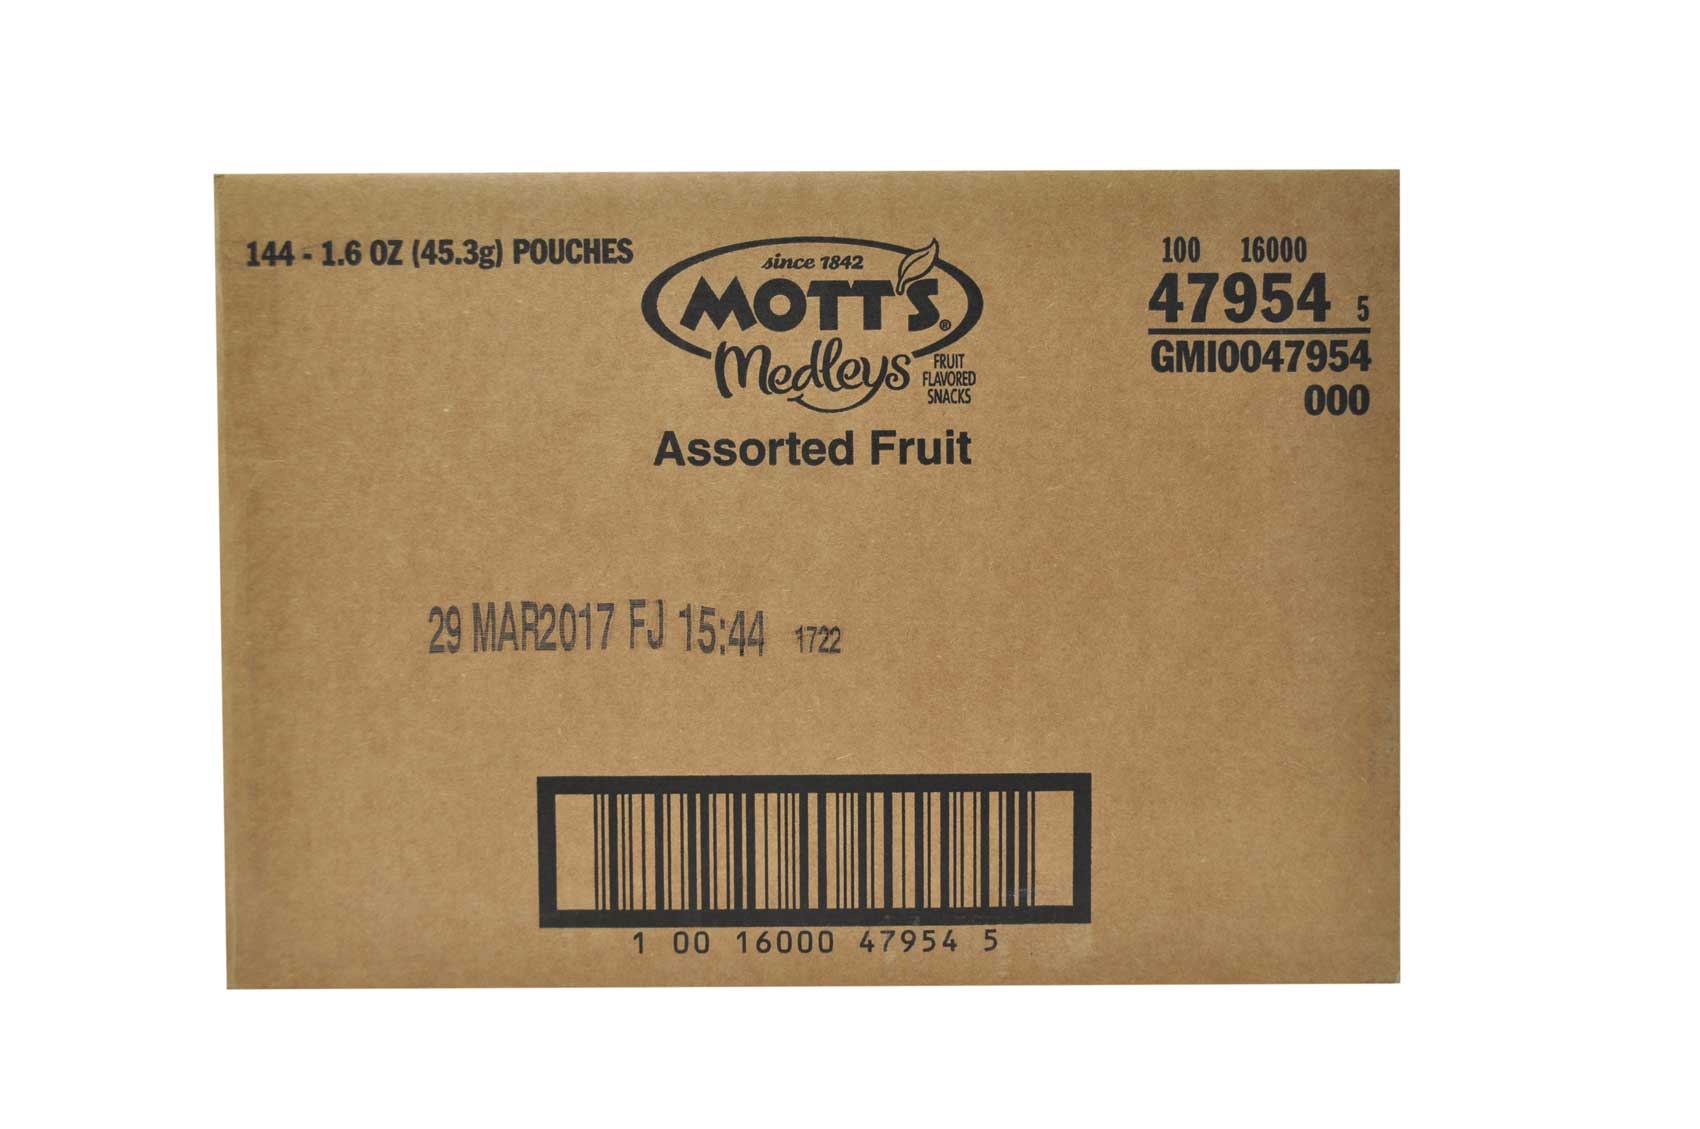 144 - 1.6 OZ (45.3g) POUCHES
since 1842
MOTT'S®
Medleys
FRUIT
FLAVORED
SNACKS
Assorted Fruit
100 16000
47954 5
GMI0047954
000
29 MAR2017 FJ 15:44 1722
1 00 16000 47954 5